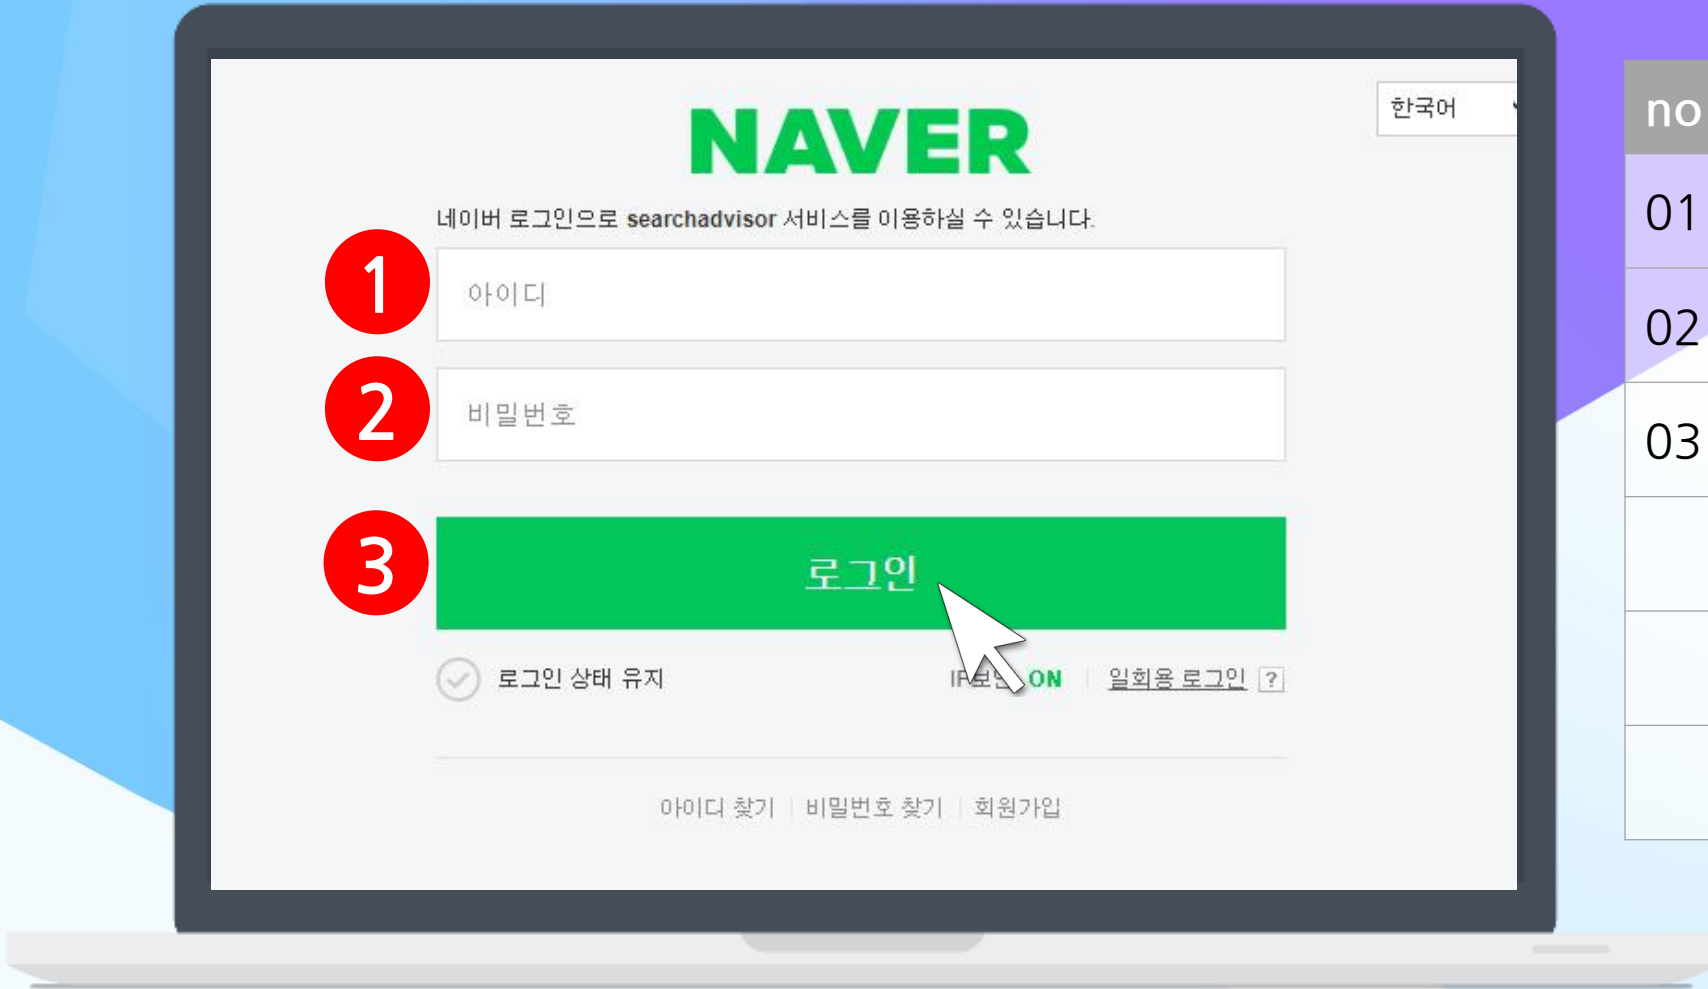 NAVER
한국어
네이버 로그인으로 searchadvisor 서비스를 이용하실 수 있습니다.
1
아이디
2
비밀번호
3
로그인
로그인 상태 유지
ON
일회용 로그인 ?
아이디 찾기
비밀번호 찾기
회원가입
no
01
02
03